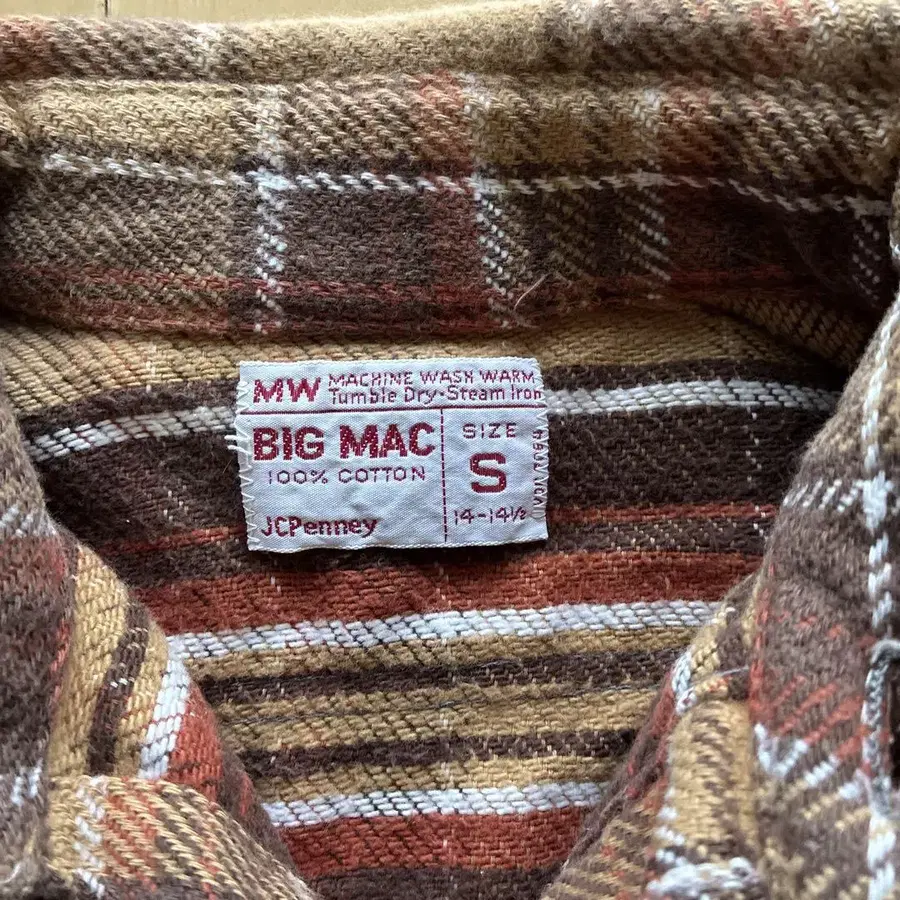 MW MACHINE WASH WARM
Tumble Dry-Steam Iron
BIG MAC
100% COTTON
JCPenney
SIZE
S
14-14½